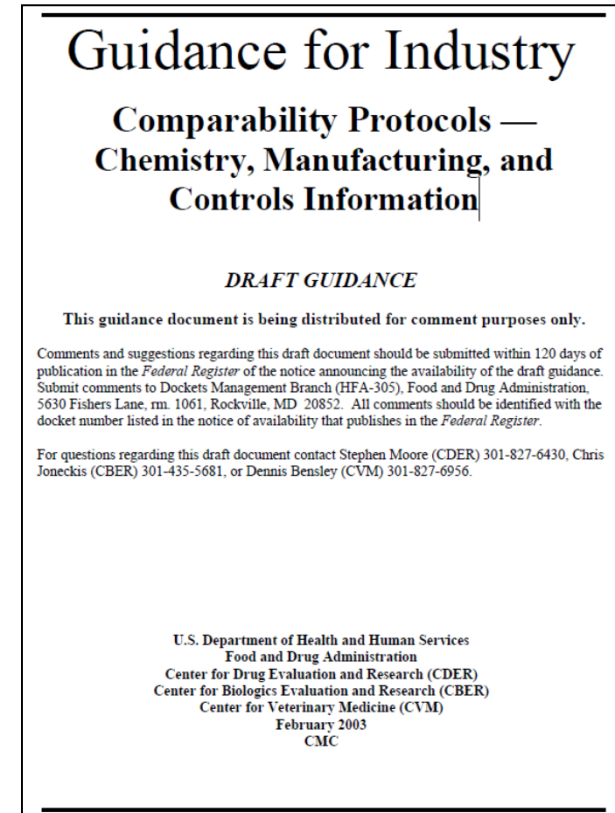 Guidance for Industry
Comparability Protocols —
Chemistry, Manufacturing, and
Controls Information
DRAFT GUIDANCE
This guidance document is being distributed for comment purposes only.
Comments and suggestions regarding this draft document should be submitted within 120 days of
publication in the Federal Register of the notice announcing the availability of the draft guidance.
Submit comments to Dockets Management Branch (HFA-305), Food and Drug Administration,
5630 Fishers Lane, rm. 1061, Rockville, MD  20852.  All comments should be identified with the
docket number listed in the notice of availability that publishes in the Federal Register.
For questions regarding this draft document contact Stephen Moore (CDER) 301-827-6430, Chris
Joneckis (CBER) 301-435-5681, or Dennis Bensley (CVM) 301-827-6956.
U.S. Department of Health and Human Services
Food and Drug Administration
Center for Drug Evaluation and Research (CDER)
Center for Biologics Evaluation and Research (CBER)
Center for Veterinary Medicine (CVM)
February 2003
CMC